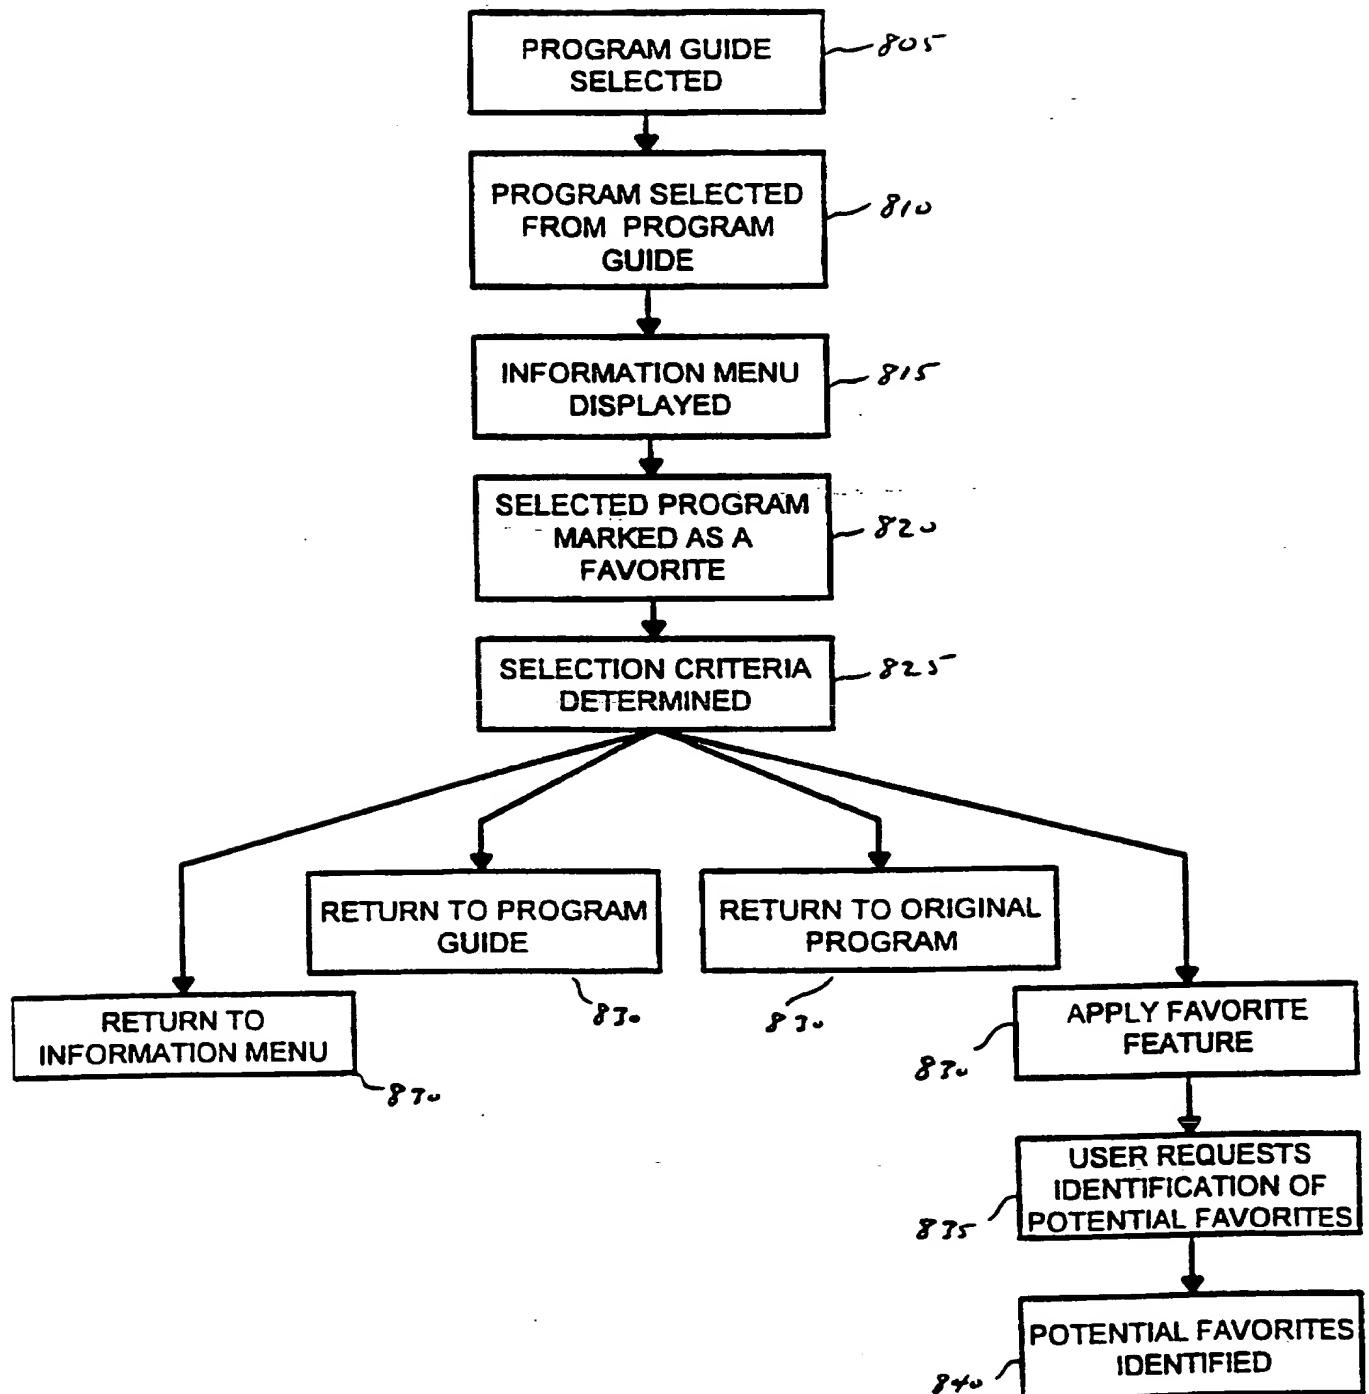 PROGRAM GUIDE
SELECTED
805
PROGRAM SELECTED
FROM PROGRAM
GUIDE
810
INFORMATION MENU
DISPLAYED
815
SELECTED PROGRAM
MARKED AS A
FAVORITE
820
SELECTION CRITERIA
DETERMINED
825
RETURN TO PROGRAM
GUIDE
830
RETURN TO ORIGINAL
PROGRAM
830
RETURN TO
INFORMATION MENU
830
APPLY FAVORITE
FEATURE
830
USER REQUESTS
IDENTIFICATION OF
POTENTIAL FAVORITES
835
POTENTIAL FAVORITES
IDENTIFIED
840